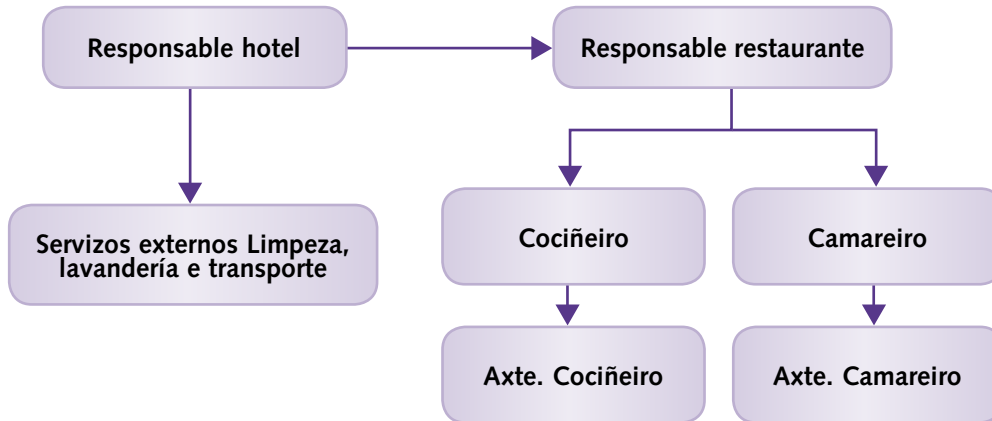 Responsable hotel
Responsable restaurante
Servizos externos Limpeza,
lavandería e transporte
Cociñeiro
Camareiro
Axte. Cociñeiro
Axte. Camareiro